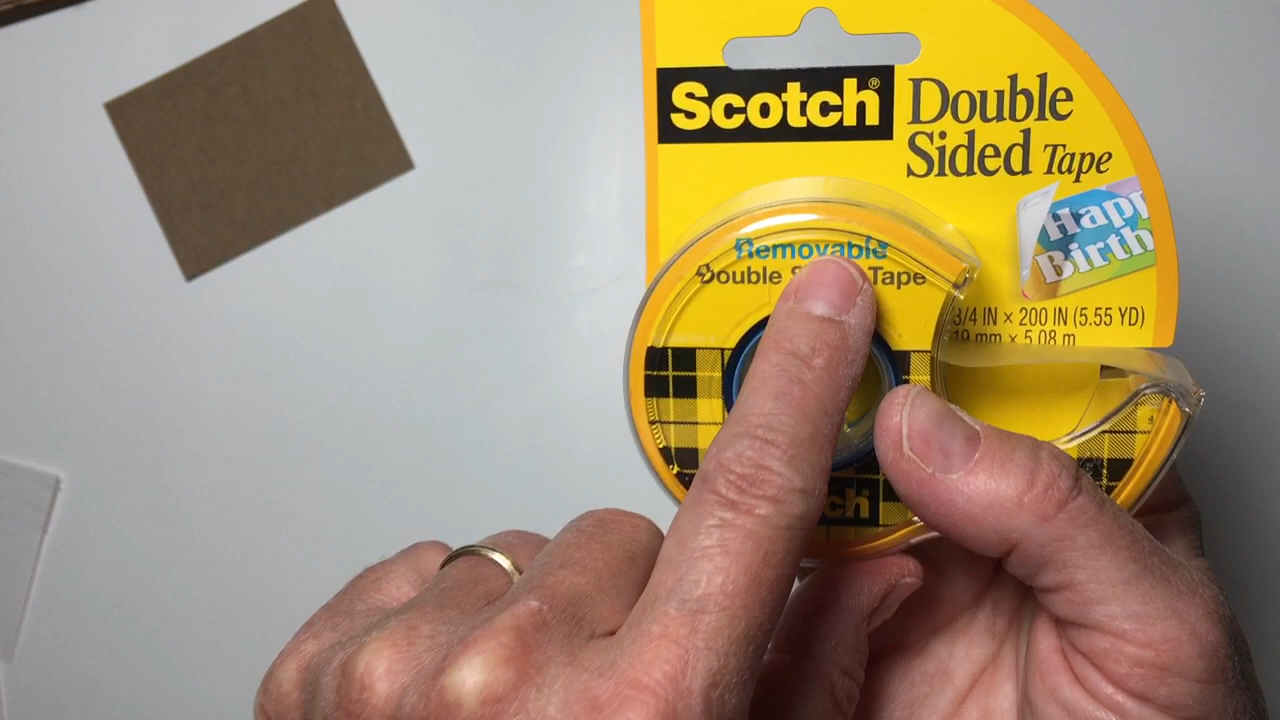 Scotch®
Double
Sided Tape
Happ
Birth
Removable
Double S Tape
3/4 IN × 200 IN (5.55 YD)
19 mm × 5.08 m
ch